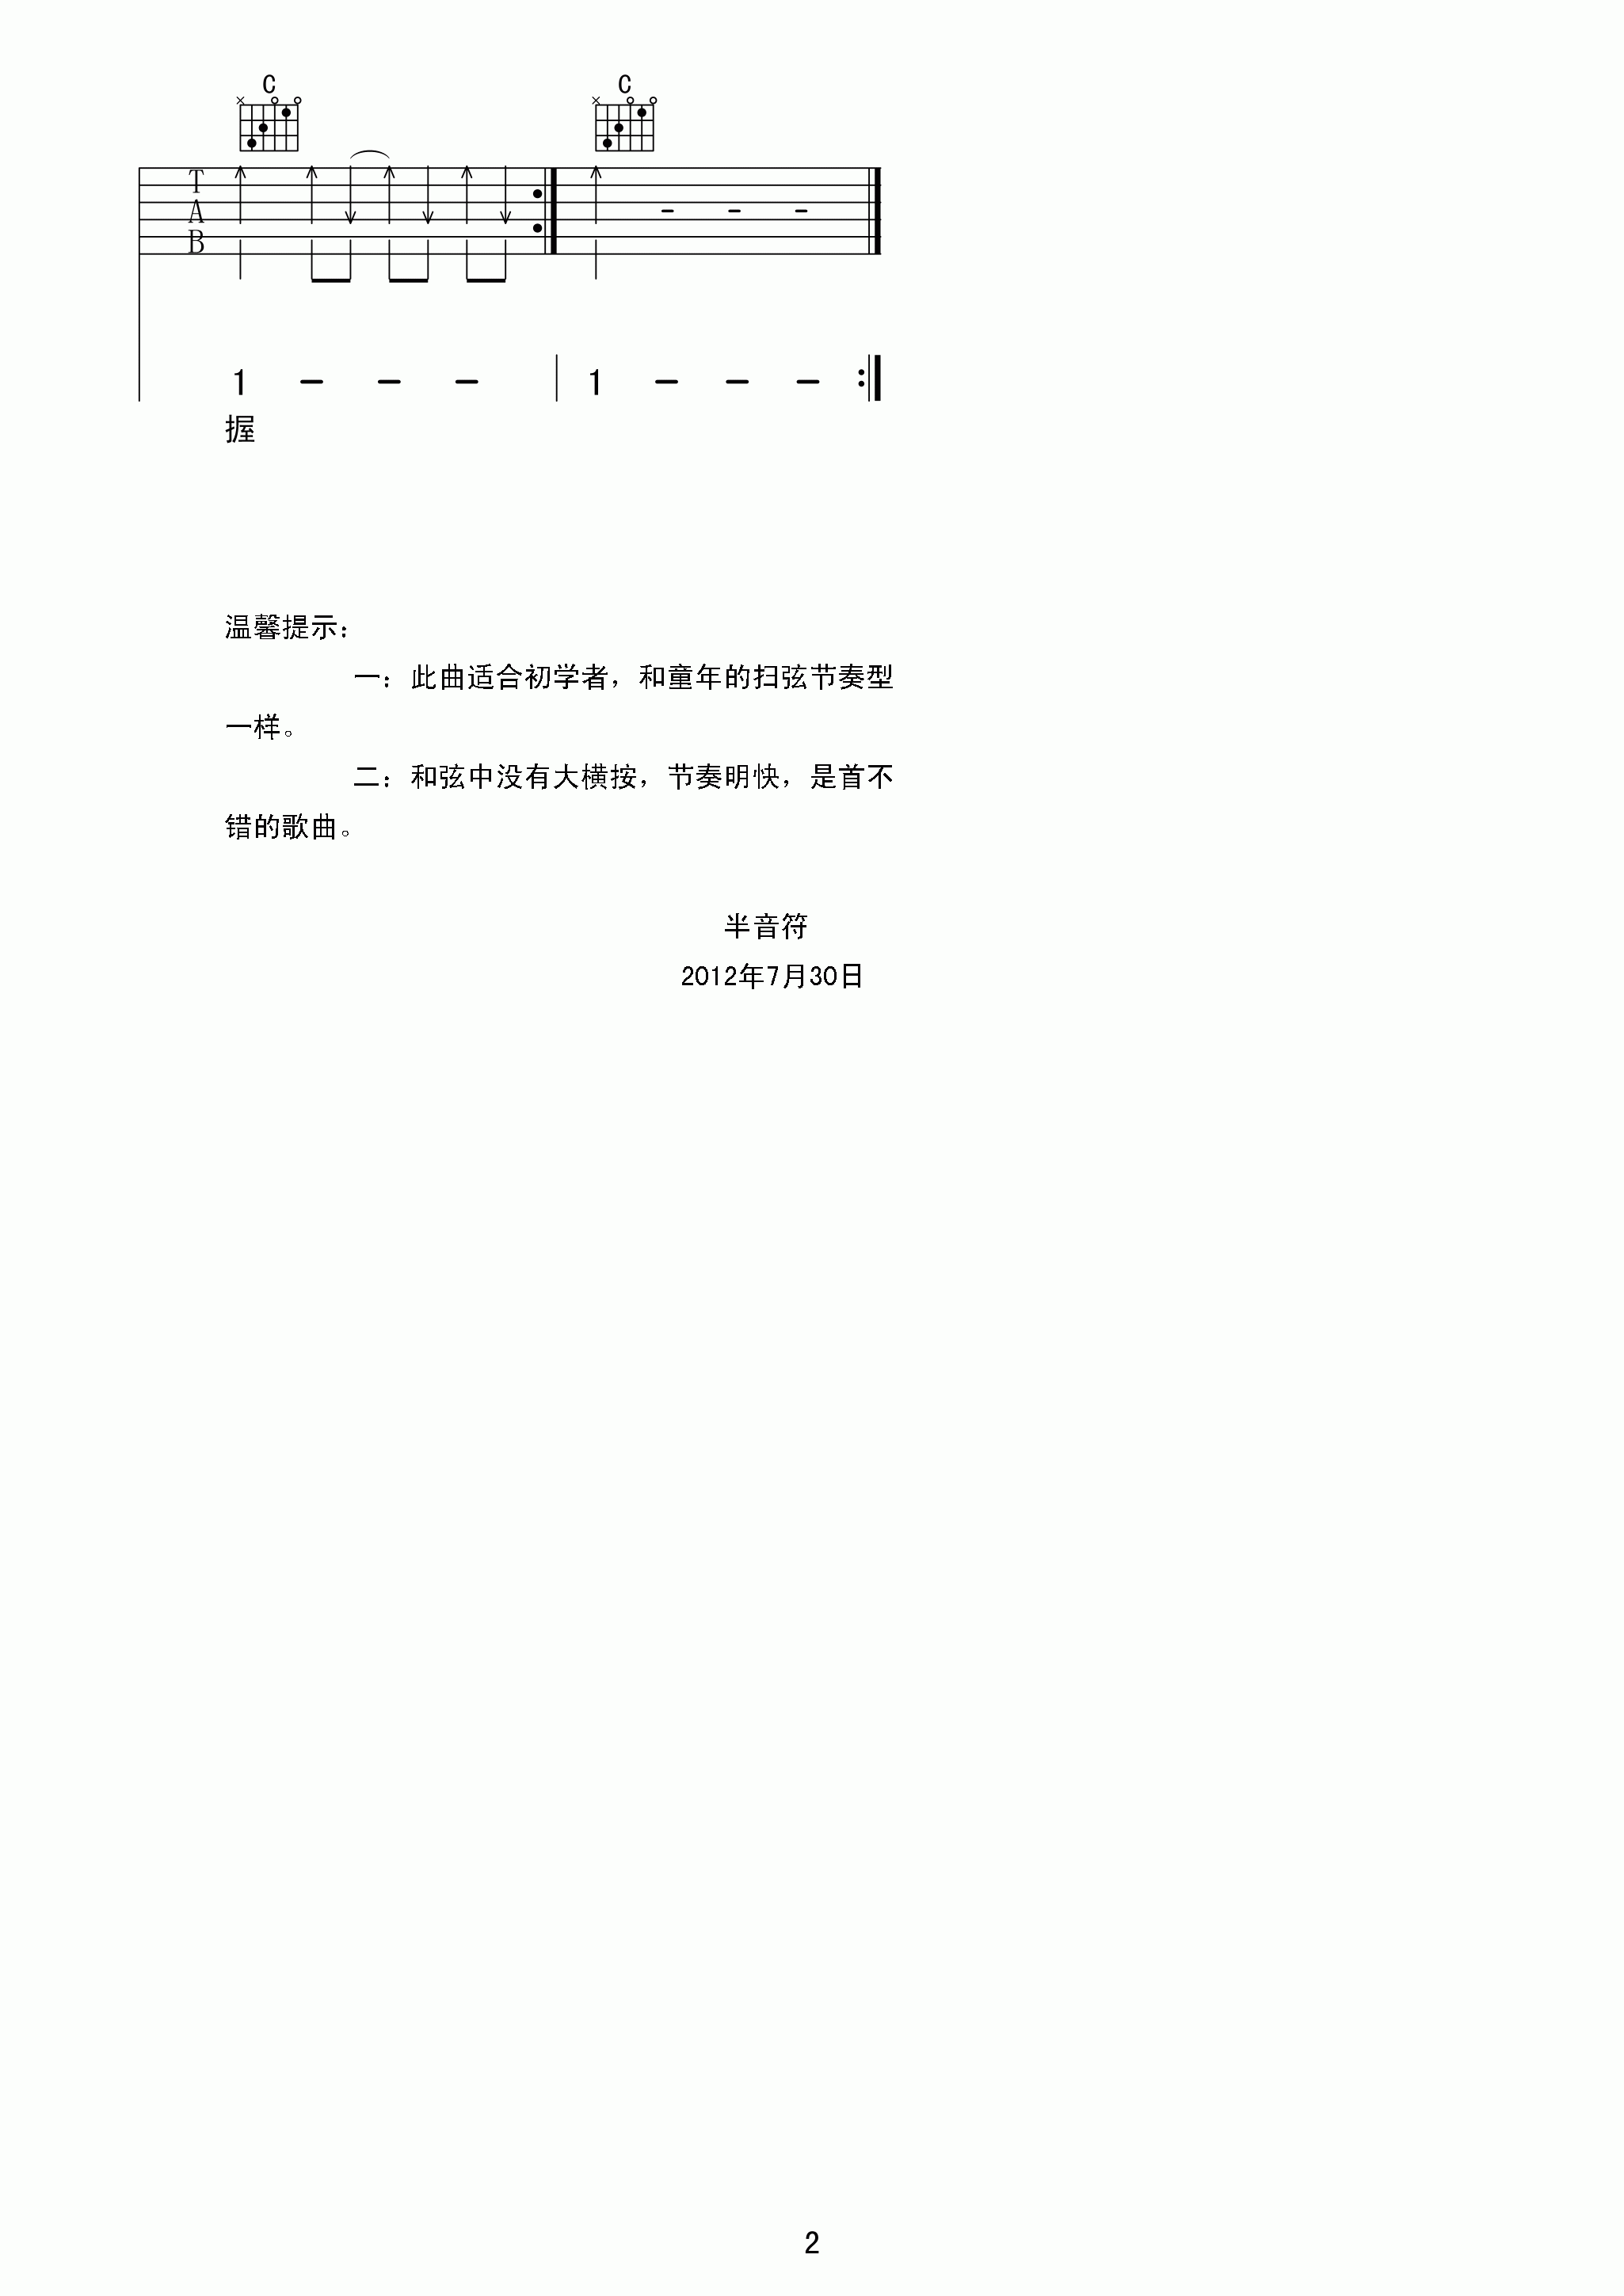 C C
T
A
B
1 - - - 1 - - -
握
温馨提示：
一：此曲适合初学者，和童年的扫弦节奏型
一样。
二：和弦中没有大横按，节奏明快，是首不
错的歌曲。
半音符
2012年7月30日
2